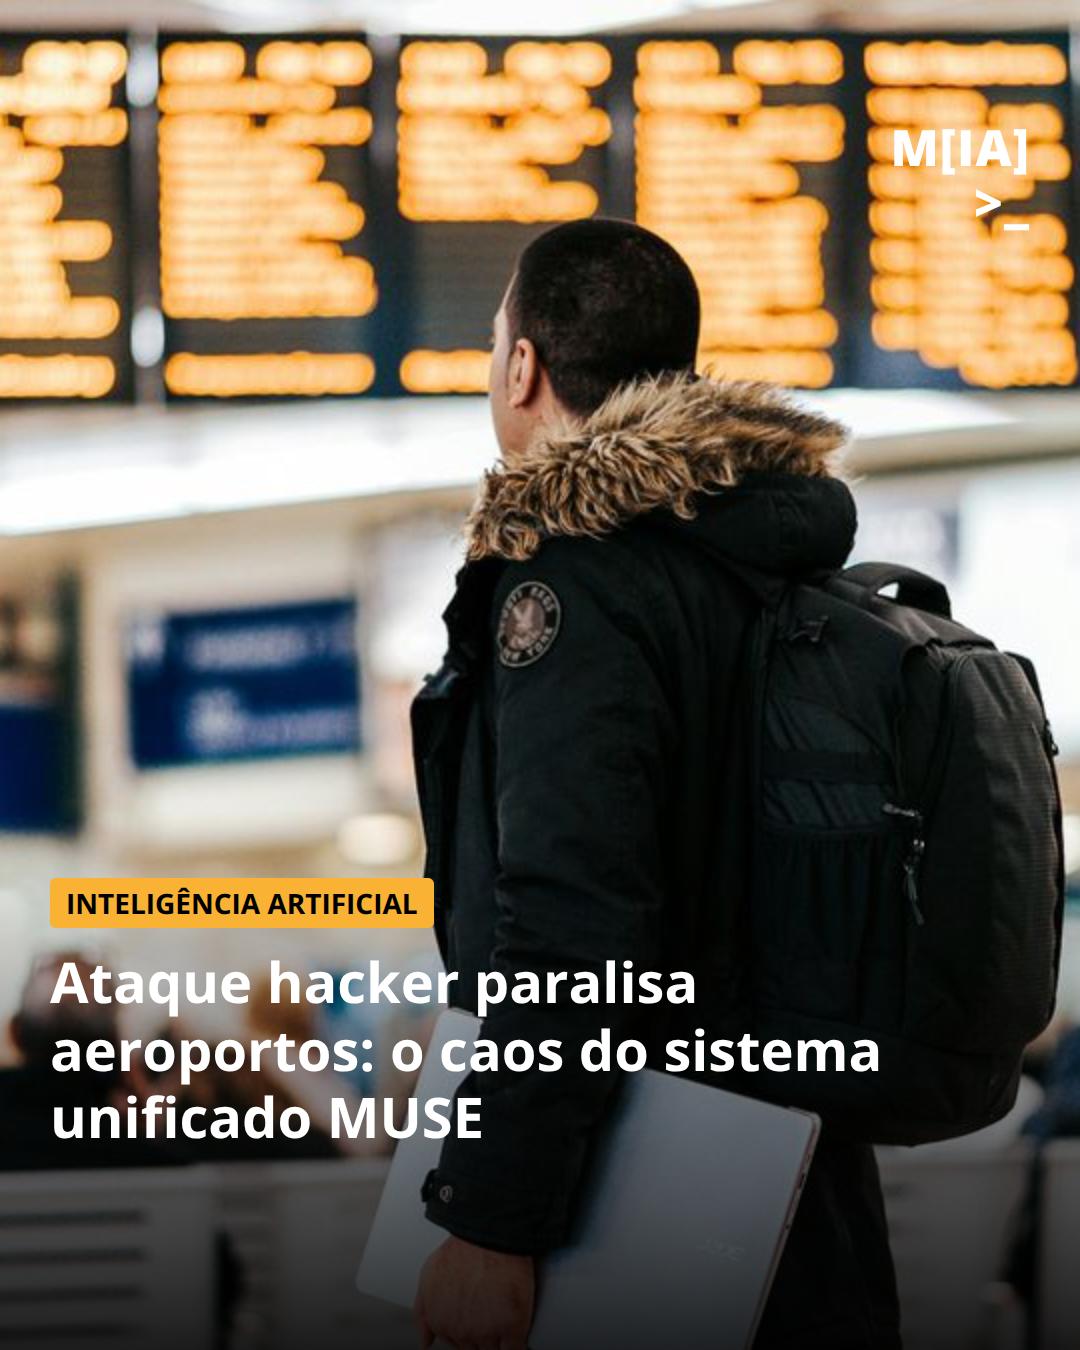 M[IA]
>_
INTELIGÊNCIA ARTIFICIAL
Ataque hacker paralisa
aeroportos: o caos do sistema
unificado MUSE